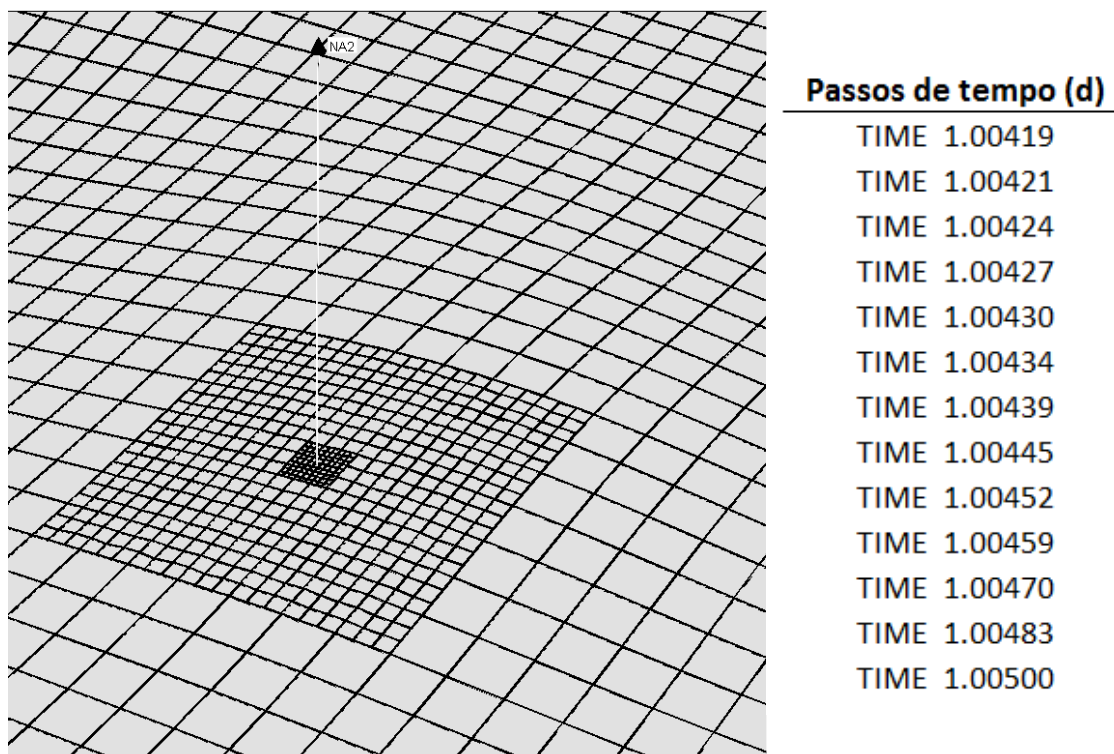 NA2
Passos de tempo (d)
TIME 1.00419
TIME 1.00421
TIME 1.00424
TIME 1.00427
TIME 1.00430
TIME 1.00434
TIME 1.00439
TIME 1.00445
TIME 1.00452
TIME 1.00459
TIME 1.00470
TIME 1.00483
TIME 1.00500